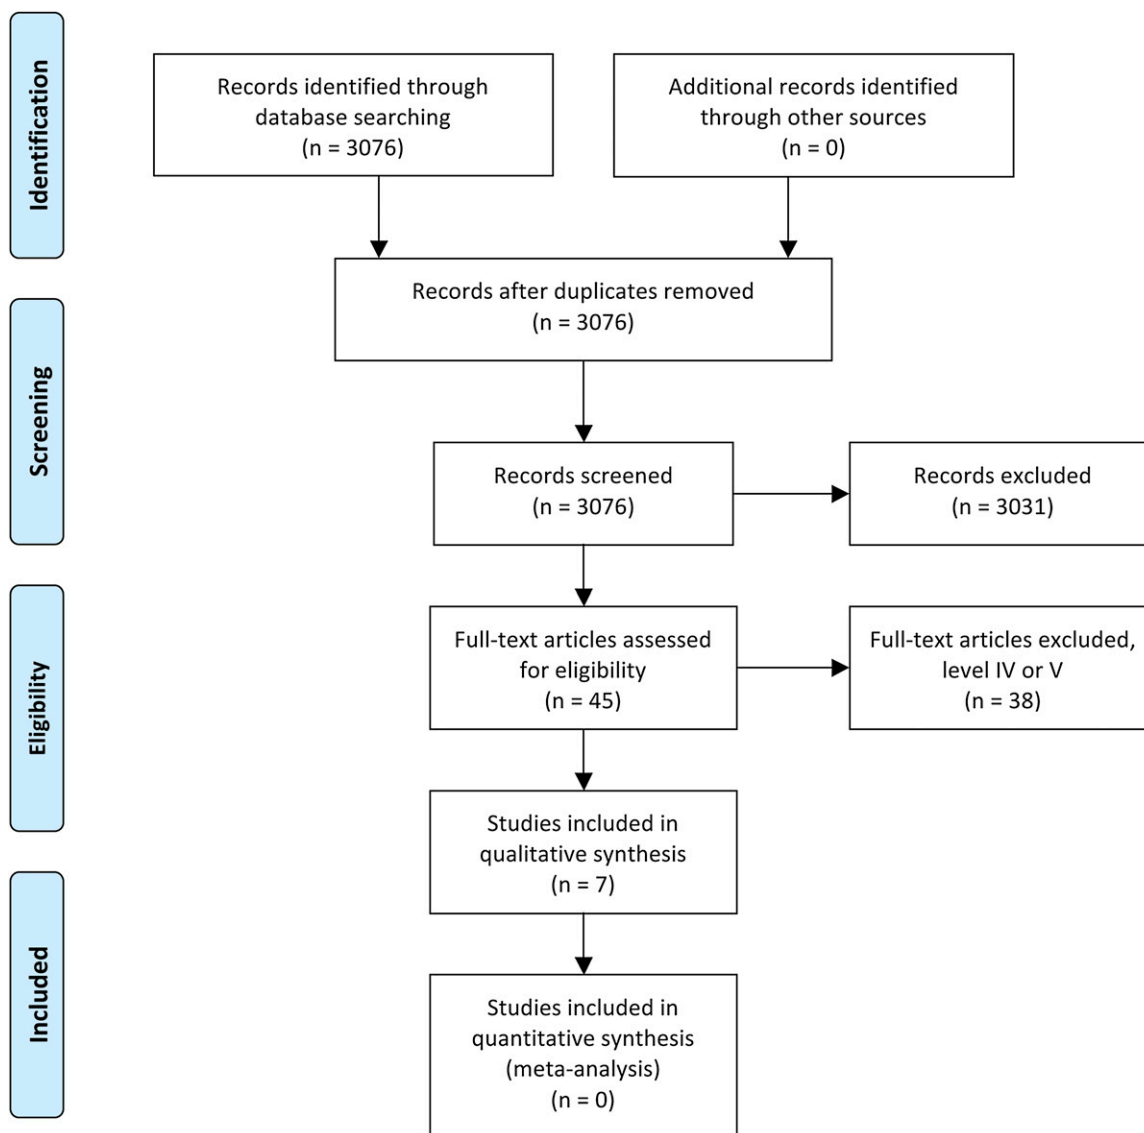 Identification
Records identified through
database searching
(n = 3076)
Additional records identified
through other sources
(n = 0)
Records after duplicates removed
(n = 3076)
Screening
Records screened
(n = 3076)
Records excluded
(n = 3031)
Eligibility
Full-text articles assessed
for eligibility
(n = 45)
Full-text articles excluded,
level IV or V
(n = 38)
Studies included in
qualitative synthesis
(n = 7)
Included
Studies included in
quantitative synthesis
(meta-analysis)
(n = 0)